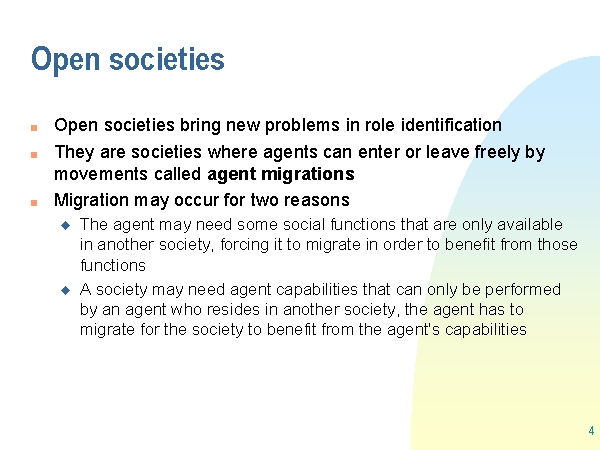 Open societies
Open societies bring new problems in role identification
They are societies where agents can enter or leave freely by
movements called agent migrations
Migration may occur for two reasons
The agent may need some social functions that are only available
in another society, forcing it to migrate in order to benefit from those
functions
A society may need agent capabilities that can only be performed
by an agent who resides in another society, the agent has to
migrate for the society to benefit from the agent's capabilities
4